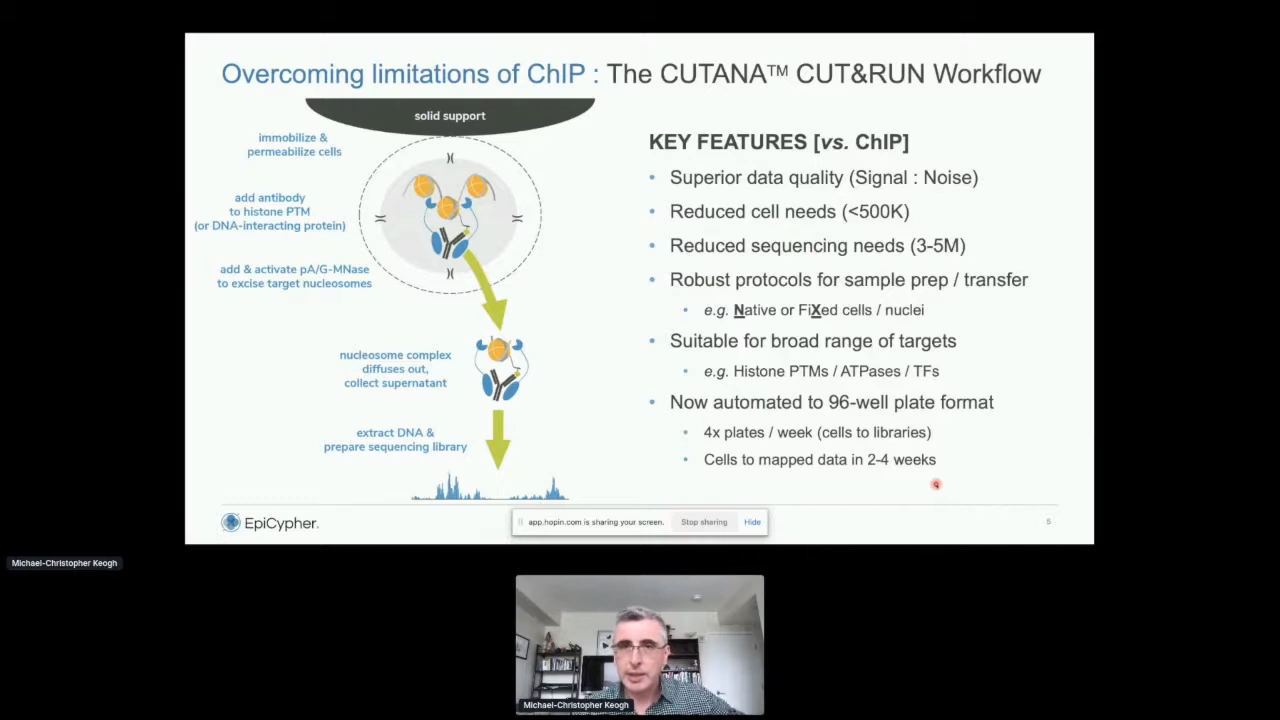 Overcoming limitations of ChIP : The CUTANA™ CUT&RUN Workflow
solid support
immobilize &
permeabilize cells
add antibody
to histone PTM
(or DNA-interacting protein)
add & activate pA/G-MNase
to excise target nucleosomes
nucleosome complex
diffuses out,
collect supernatant
extract DNA &
prepare sequencing library
KEY FEATURES [vs. ChIP]
• Superior data quality (Signal : Noise)
• Reduced cell needs (<500K)
• Reduced sequencing needs (3-5M)
• Robust protocols for sample prep / transfer
• e.g. Native or FiXed cells / nuclei
• Suitable for broad range of targets
• e.g. Histone PTMs / ATPases / TFs
• Now automated to 96-well plate format
• 4x plates / week (cells to libraries)
• Cells to mapped data in 2-4 weeks
EpiCypher.
app.hopin.com is sharing your screen. Stop sharing Hide
5
Michael-Christopher Keogh
Michael-Christopher Keogh